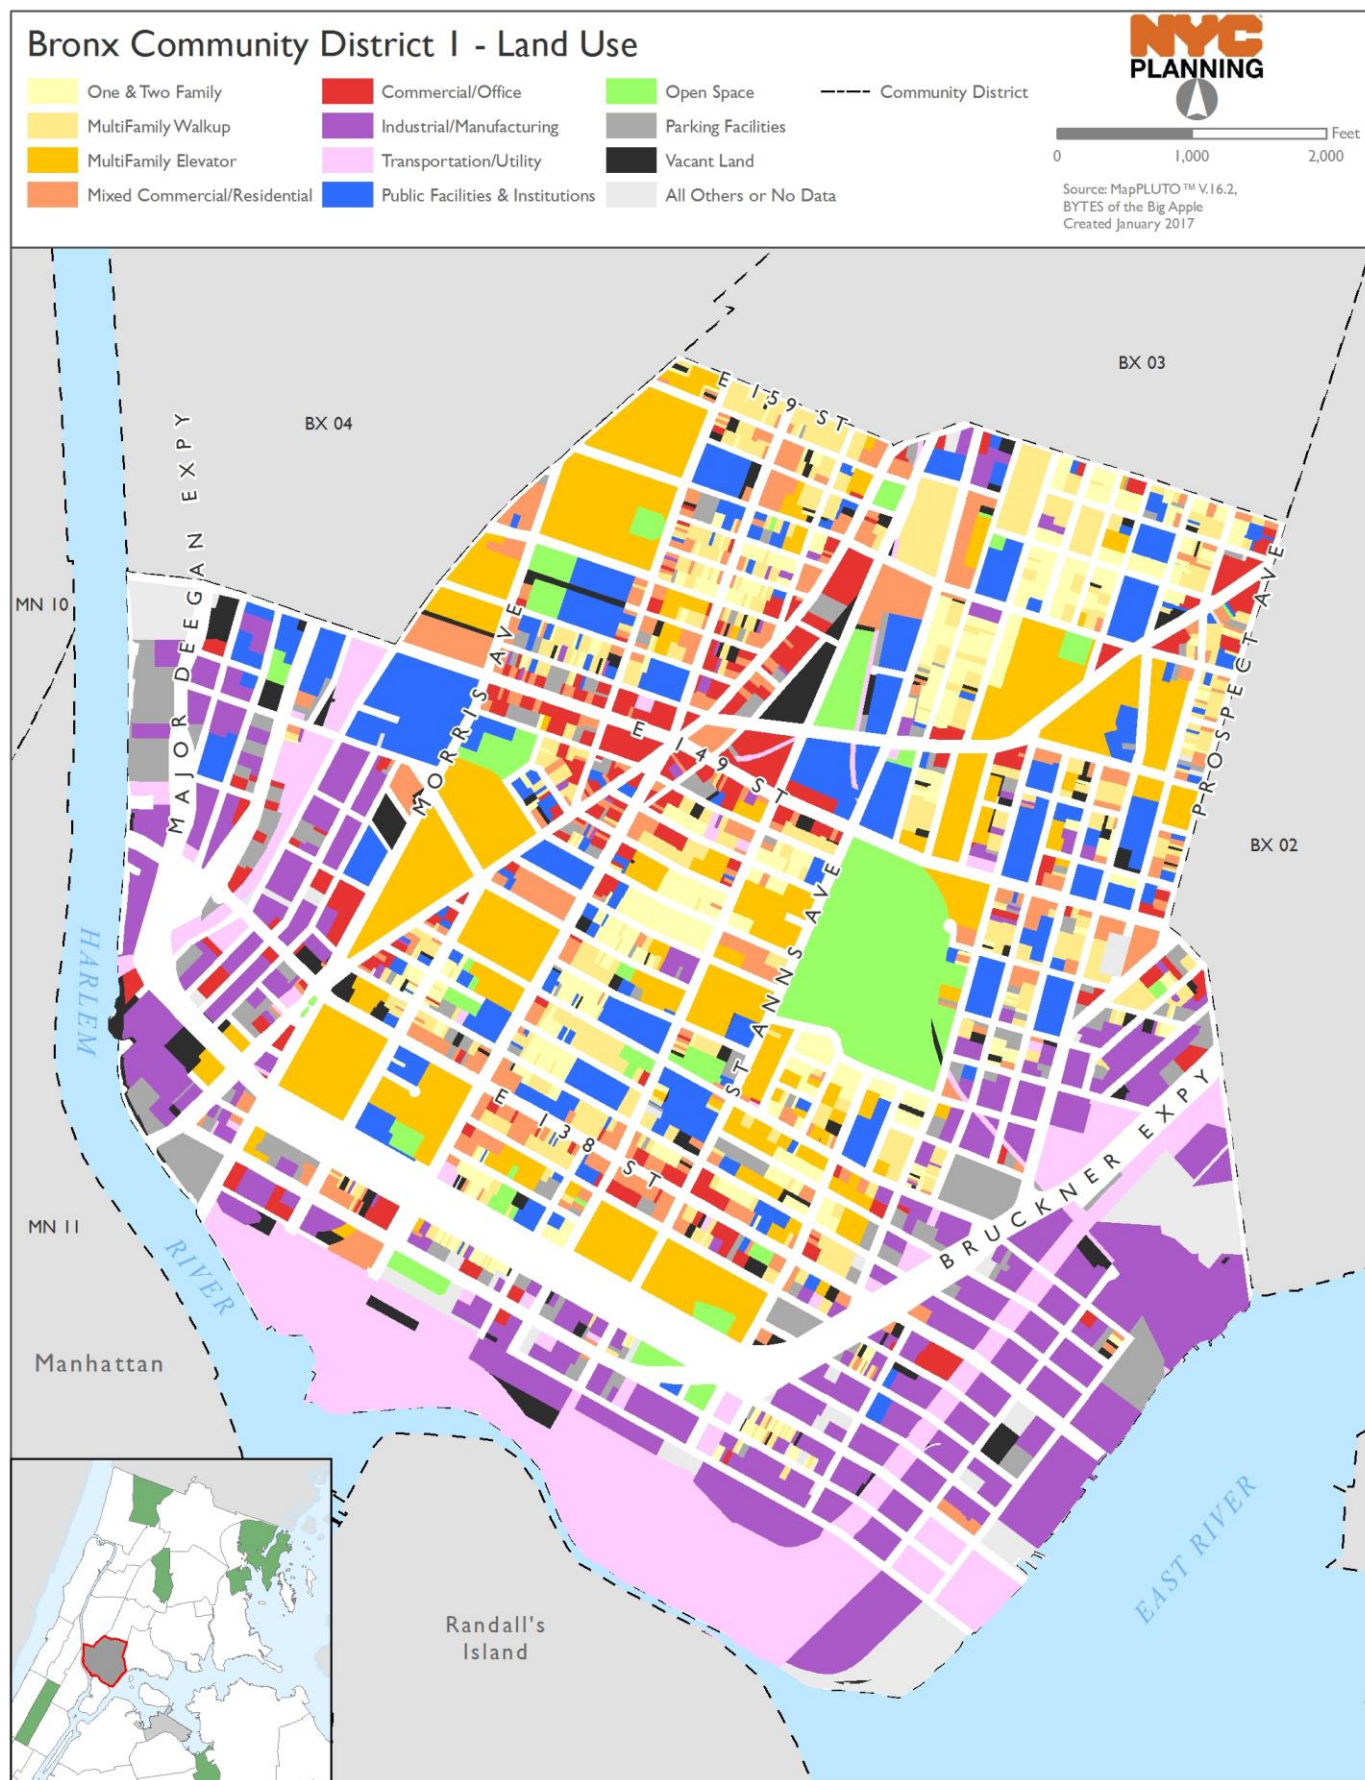 Bronx Community District 1 - Land Use
NYC
PLANNING
One & Two Family
MultiFamily Walkup
MultiFamily Elevator
Mixed Commercial/Residential
Commercial/Office
Industrial/Manufacturing
Transportation/Utility
Public Facilities & Institutions
Open Space
Parking Facilities
Vacant Land
All Others or No Data
Community District
Feet
0 1,000 2,000
Source: MapPLUTO™ V.16.2,
BYTES of the Big Apple
Created January 2017
BX 03
BX 04
E 159 ST
MAJOR DEEGAN EXPY
MN 10
MORRIS AVE
PROSPECT AVE
E 149 ST
BX 02
ST ANNS AVE
HARLEM
RIVER
E 138 ST
BRUCKNER EXPY
MN 11
Manhattan
EAST RIVER
Randall's
Island